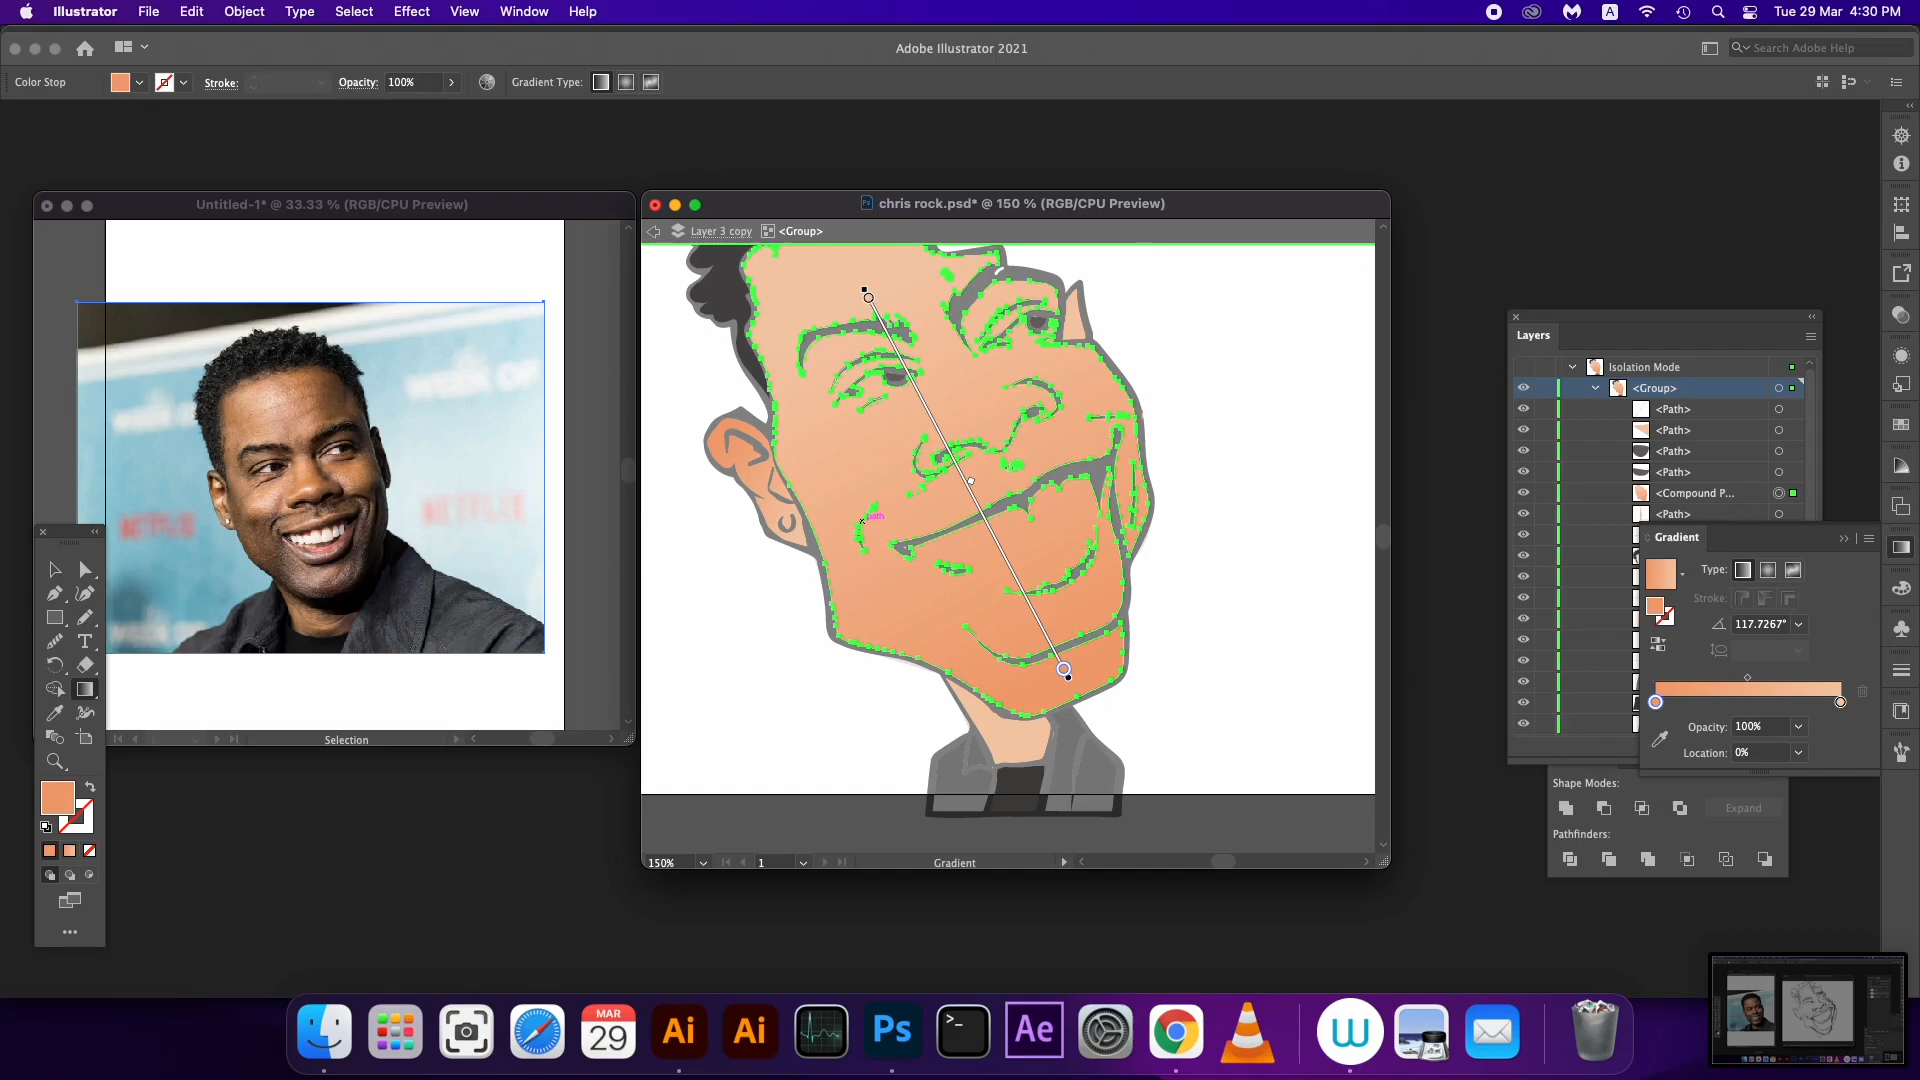 Illustrator File Edit Object Type Select Effect View Window Help
A
Tue 29 Mar 4:30 PM
Adobe Illustrator 2021
Search Adobe Help
Color Stop
Stroke:
Opacity: 100%
Gradient Type:
Untitled-1* @ 33.33 % (RGB/CPU Preview)
chris rock.psd* @ 150 % (RGB/CPU Preview)
Layer 3 copy <Group>
NETFLIX
path
Selection
150%
1
Gradient
Layers
Isolation Mode
<Group>
<Path>
<Path>
<Path>
<Path>
<Compound P...
<Path>
Gradient
Type:
Stroke:
117.7267°
Opacity: 100%
Location: 0%
Shape Modes:
Expand
Pathfinders:
MAR
29
Ai
Ai
Ps
>_
Ae
W